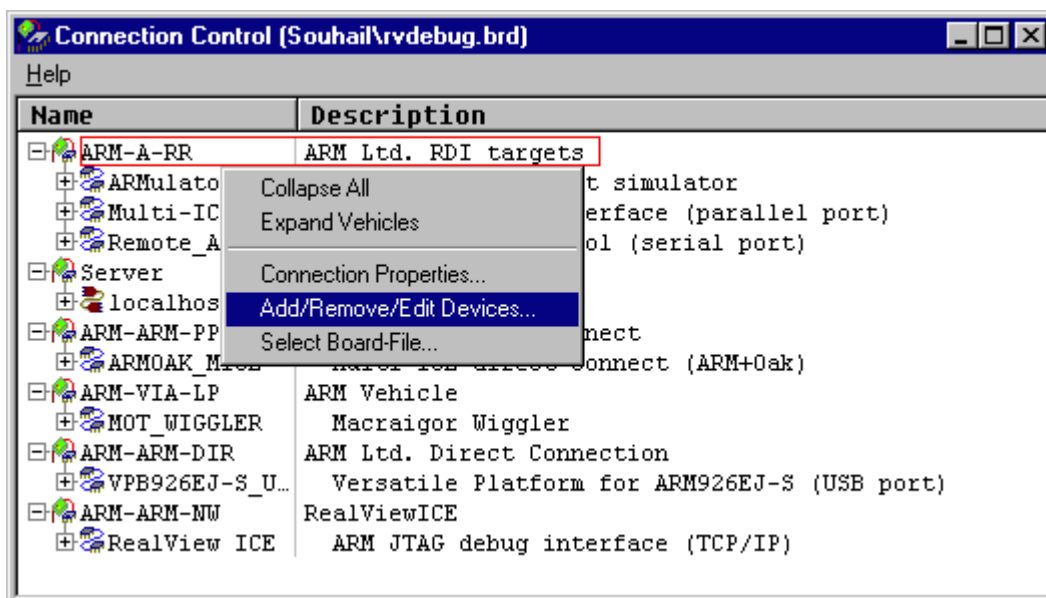 Connection Control (Souhail\rvdebug.brd)
Help
Name Description
ARM-A-RR ARM Ltd. RDI targets
ARMulato t simulator
Collapse All
Multi-IC erface (parallel port)
Expand Vehicles
Remote_A ol (serial port)
Server
Connection Properties...
localhos
Add/Remove/Edit Devices...
ARM-ARM-PP nect
Select Board-File...
ARMOAK_M onnect (ARM+Oak)
ARM-VIA-LP ARM Vehicle
MOT_WIGGLER Macraigor Wiggler
ARM-ARM-DIR ARM Ltd. Direct Connection
VPB926EJ-S_U... Versatile Platform for ARM926EJ-S (USB port)
ARM-ARM-NW RealViewICE
RealView ICE ARM JTAG debug interface (TCP/IP)